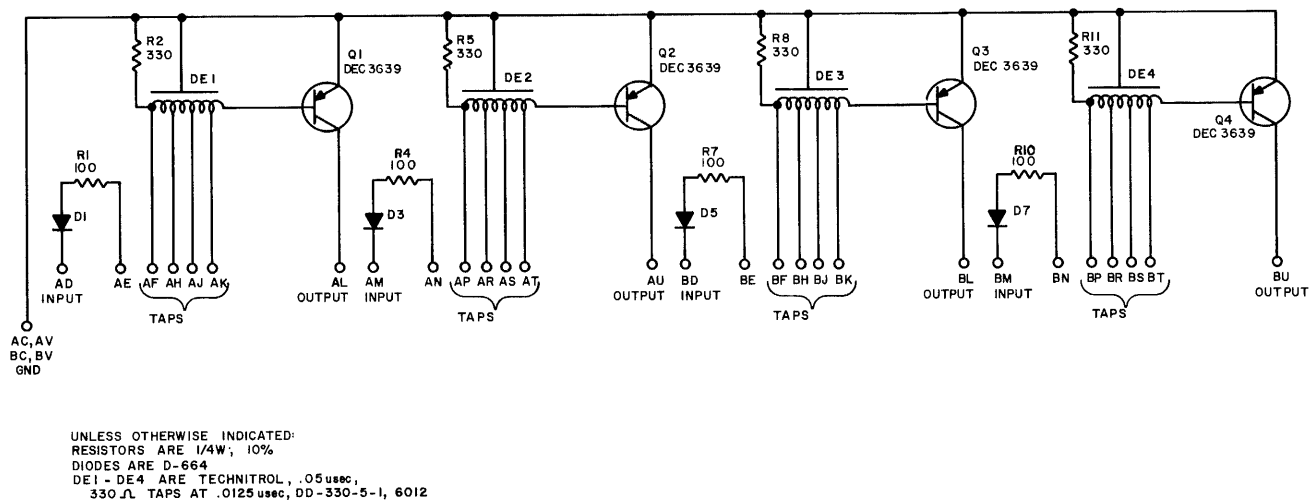 R2
330
DE1
Q1
DEC 3639
R5
330
DE2
Q2
DEC 3639
R8
330
DE3
Q3
DEC 3639
R11
330
DE4
Q4
DEC 3639
R1
100
D1
R4
100
D3
R7
100
D5
R10
100
D7
AD
INPUT
AE
AF AH AJ AK
TAPS
AL
OUTPUT
AM
INPUT
AN
AP AR AS AT
TAPS
AU
OUTPUT
BD
INPUT
BE
BF BH BJ BK
TAPS
BL
OUTPUT
BM
INPUT
BN
BP BR BS BT
TAPS
BU
OUTPUT
AC, AV
BC, BV
GND
UNLESS OTHERWISE INDICATED:
RESISTORS ARE 1/4W; 10%
DIODES ARE D-664
DE1 - DE4 ARE TECHNITROL, .05usec,
330 Ω TAPS AT .0125usec, DD-330-5-1, 6012